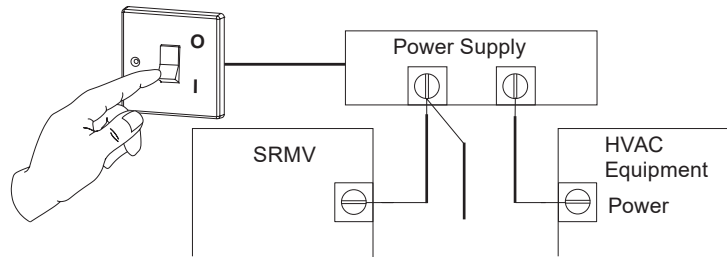 O
I
Power Supply
SRMV
HVAC
Equipment
Power